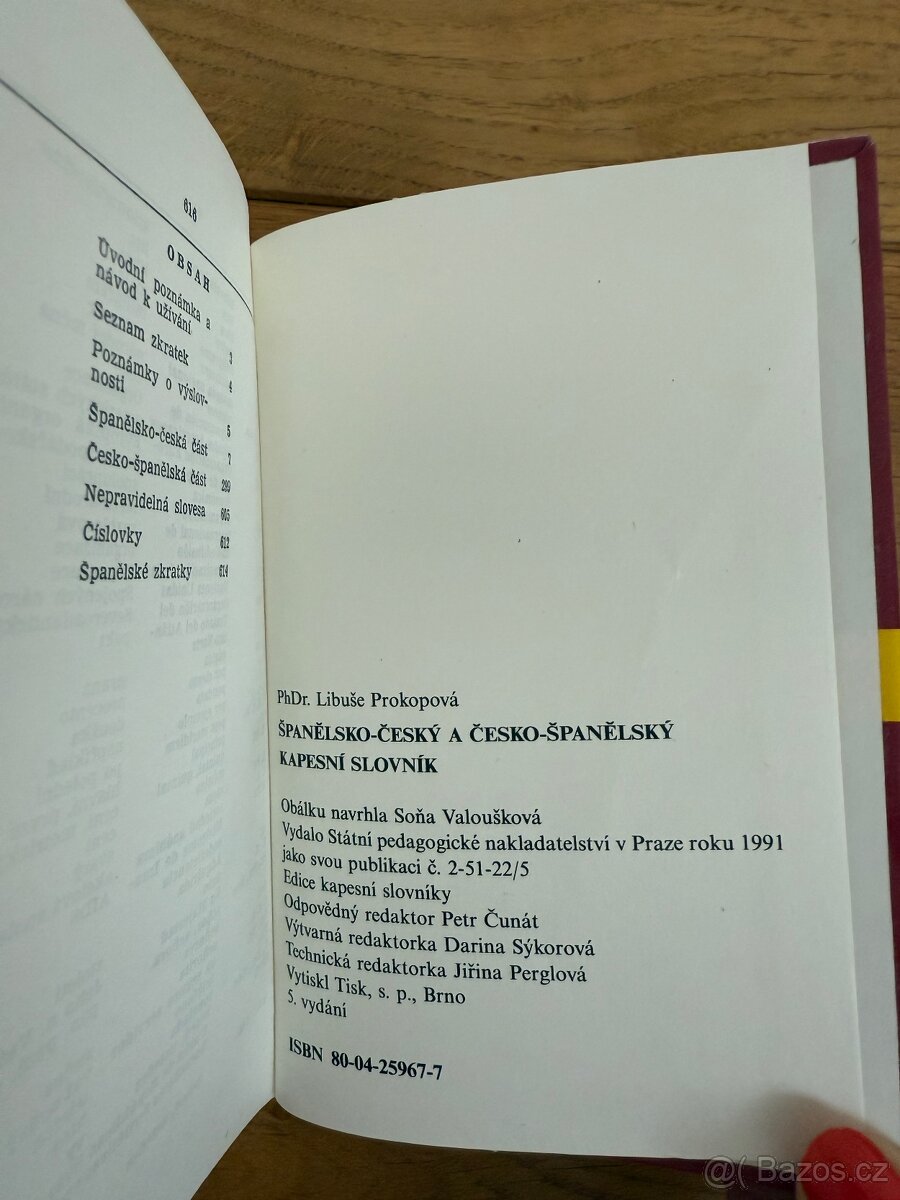 616
OBSAH
Úvodní poznámka a
návod k užívání 3
Seznam zkratek 4
Poznámky o výslov-
nosti 5
Španělsko-česká část 7
Česko-španělská část 289
Nepravidelná slovesa 605
Číslovky 612
Španělské zkratky 614
PhDr. Libuše Prokopová
ŠPANĚLSKO-ČESKÝ A ČESKO-ŠPANĚLSKÝ
KAPESNÍ SLOVNÍK
Obálku navrhla Soňa Valoušková
Vydalo Státní pedagogické nakladatelství v Praze roku 1991
jako svou publikaci č. 2-51-22/5
Edice kapesní slovníky
Odpovědný redaktor Petr Čunát
Výtvarná redaktorka Darina Sýkorová
Technická redaktorka Jiřina Perglová
Vytiskl Tisk, s. p., Brno
5. vydání
ISBN 80-04-25967-7
@( Bazos.cz